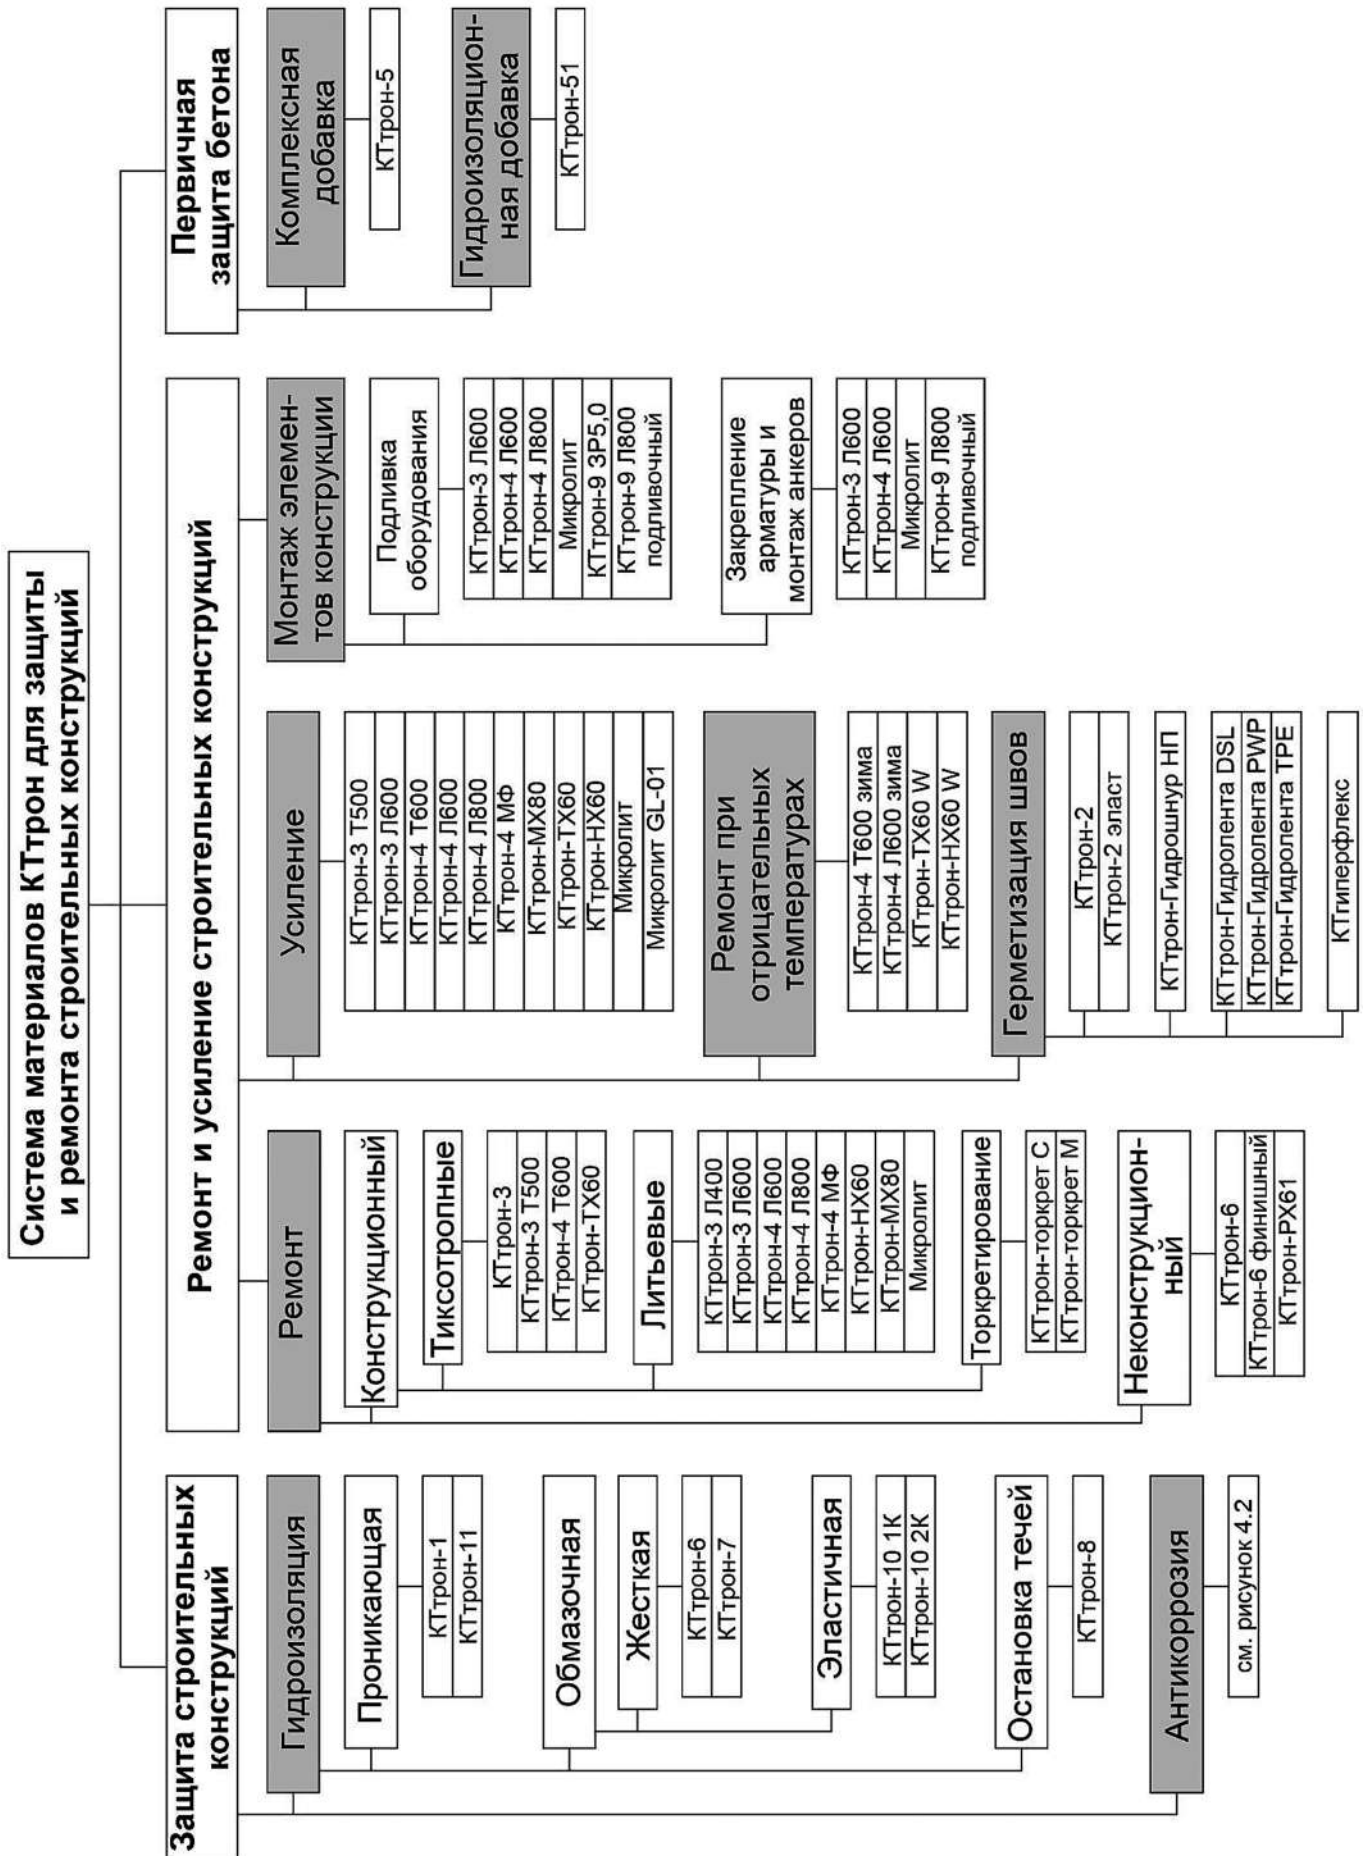 Система материалов КТтрон для защиты
и ремонта строительных конструкций
Защита строительных
конструкций
Гидроизоляция
Проникающая
КТтрон-1
КТтрон-11
Обмазочная
Жесткая
КТтрон-6
КТтрон-7
Эластичная
КТтрон-10 1К
КТтрон-10 2К
Остановка течей
КТтрон-8
Антикоррозия
см. рисунок 4.2
Ремонт и усиление строительных конструкций
Ремонт
Конструкционный
Тиксотропные
КТтрон-3
КТтрон-3 Т500
КТтрон-4 Т600
КТтрон-ТХ60
Литьевые
КТтрон-3 Л400
КТтрон-3 Л600
КТтрон-4 Л600
КТтрон-4 Л800
КТтрон-4 МФ
КТтрон-НХ60
КТтрон-МХ80
Микролит
Торкретирование
КТтрон-торкрет С
КТтрон-торкрет М
Неконструкцион-
ный
КТтрон-6
КТтрон-6 финишный
КТтрон-РХ61
Усиление
КТтрон-3 Т500
КТтрон-3 Л600
КТтрон-4 Т600
КТтрон-4 Л600
КТтрон-4 Л800
КТтрон-4 МФ
КТтрон-МХ80
КТтрон-ТХ60
КТтрон-НХ60
Микролит
Микролит GL-01
Ремонт при
отрицательных
температурах
КТтрон-4 Т600 зима
КТтрон-4 Л600 зима
КТтрон-ТХ60 W
КТтрон-НХ60 W
Герметизация швов
КТтрон-2
КТтрон-2 эласт
КТтрон-Гидрошнур НП
КТтрон-Гидролента DSL
КТтрон-Гидролента PWP
КТтрон-Гидролента TPE
КТгиперфлекс
Монтаж элемен-
тов конструкции
Подливка
оборудования
КТтрон-3 Л600
КТтрон-4 Л600
КТтрон-4 Л800
Микролит
КТтрон-9 ЗР5,0
КТтрон-9 Л800
подливочный
Закрепление
арматуры и
монтаж анкеров
КТтрон-3 Л600
КТтрон-4 Л600
Микролит
КТтрон-9 Л800
подливочный
Первичная
защита бетона
Комплексная
добавка
КТтрон-5
Гидроизоляцион-
ная добавка
КТтрон-51